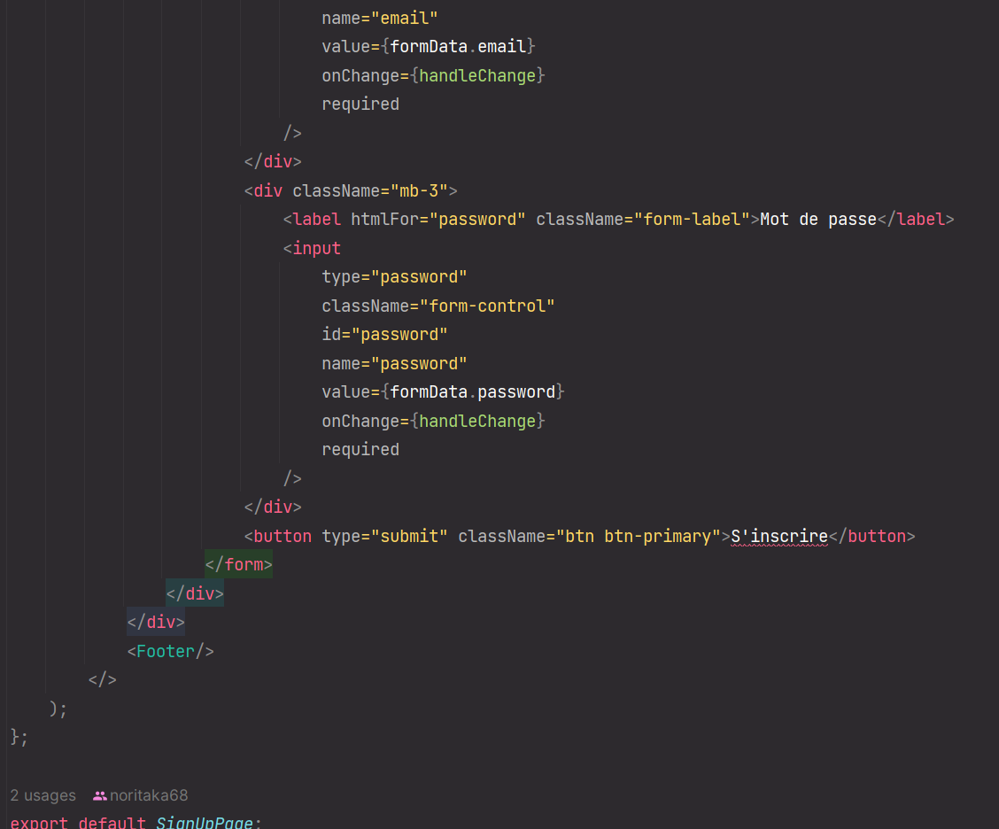 name="email"
value={formData.email}
onChange={handleChange}
required
/>
</div>
<div className="mb-3">
<label htmlFor="password" className="form-label">Mot de passe</label>
<input
type="password"
className="form-control"
id="password"
name="password"
value={formData.password}
onChange={handleChange}
required
/>
</div>
<button type="submit" className="btn btn-primary">S'inscrire</button>
</form>
</div>
</div>
<Footer/>
</>
);
};
2 usages noritaka68
export default SignUpPage;